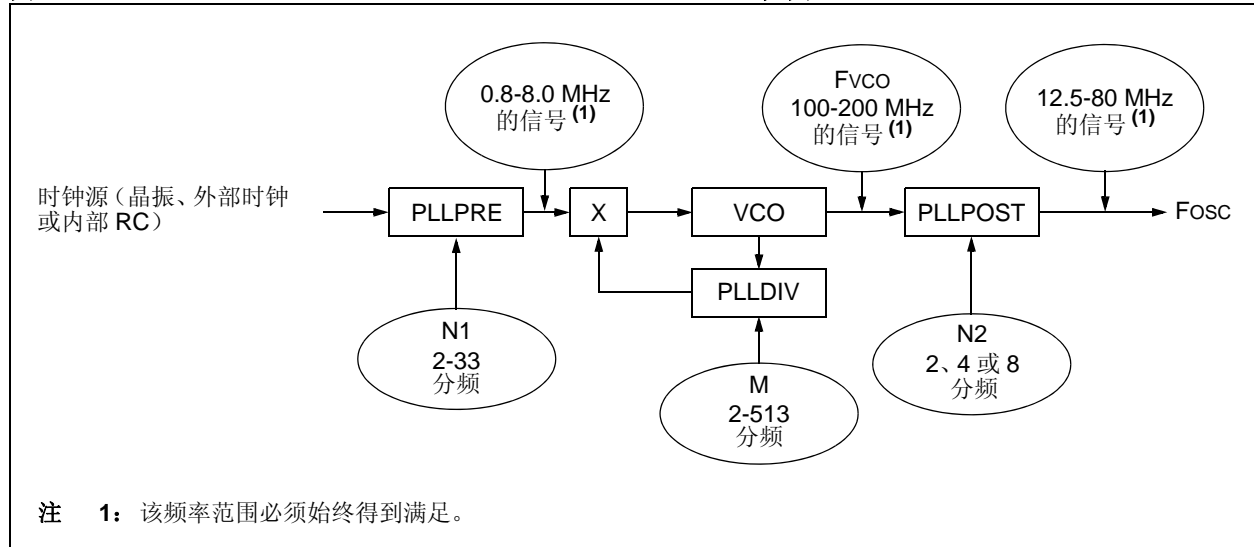 0.8-8.0 MHz
的信号 (1)
FVCO
100-200 MHz
的信号 (1)
12.5-80 MHz
的信号 (1)
时钟源（晶振、外部时钟
或内部 RC）
PLLPRE
X
VCO
PLLPOST
FOSC
PLLDIV
N1
2-33
分频
M
2-513
分频
N2
2、4 或 8
分频
注 1： 该频率范围必须始终得到满足。